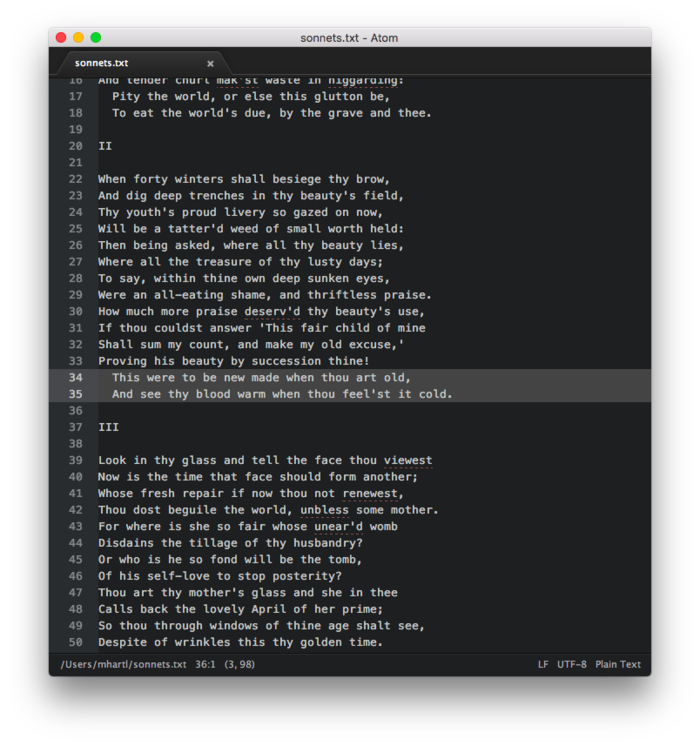 sonnets.txt - Atom
sonnets.txt ×
16 And tender churl mak'st waste in niggarding:
17   Pity the world, or else this glutton be,
18   To eat the world's due, by the grave and thee.
19
20 II
21
22 When forty winters shall besiege thy brow,
23 And dig deep trenches in thy beauty's field,
24 Thy youth's proud livery so gazed on now,
25 Will be a tatter'd weed of small worth held:
26 Then being asked, where all thy beauty lies,
27 Where all the treasure of thy lusty days;
28 To say, within thine own deep sunken eyes,
29 Were an all-eating shame, and thriftless praise.
30 How much more praise deserv'd thy beauty's use,
31 If thou couldst answer 'This fair child of mine
32 Shall sum my count, and make my old excuse,'
33 Proving his beauty by succession thine!
34   This were to be new made when thou art old,
35   And see thy blood warm when thou feel'st it cold.
36
37 III
38
39 Look in thy glass and tell the face thou viewest
40 Now is the time that face should form another;
41 Whose fresh repair if now thou not renewest,
42 Thou dost beguile the world, unbless some mother.
43 For where is she so fair whose unear'd womb
44 Disdains the tillage of thy husbandry?
45 Or who is he so fond will be the tomb,
46 Of his self-love to stop posterity?
47 Thou art thy mother's glass and she in thee
48 Calls back the lovely April of her prime;
49 So thou through windows of thine age shalt see,
50 Despite of wrinkles this thy golden time.
/Users/mhartl/sonnets.txt 36:1 (3, 98) LF UTF-8 Plain Text